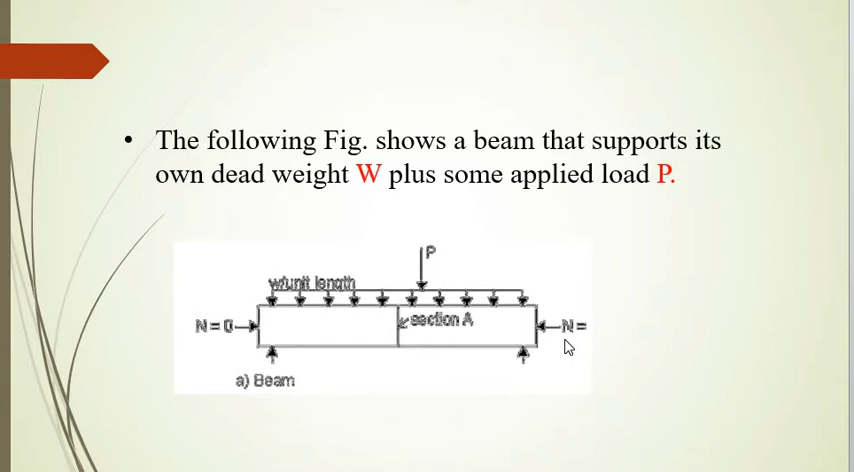 • The following Fig. shows a beam that supports its
own dead weight W plus some applied load P.
P
w/unit length
N = 0
section A
N =
a) Beam